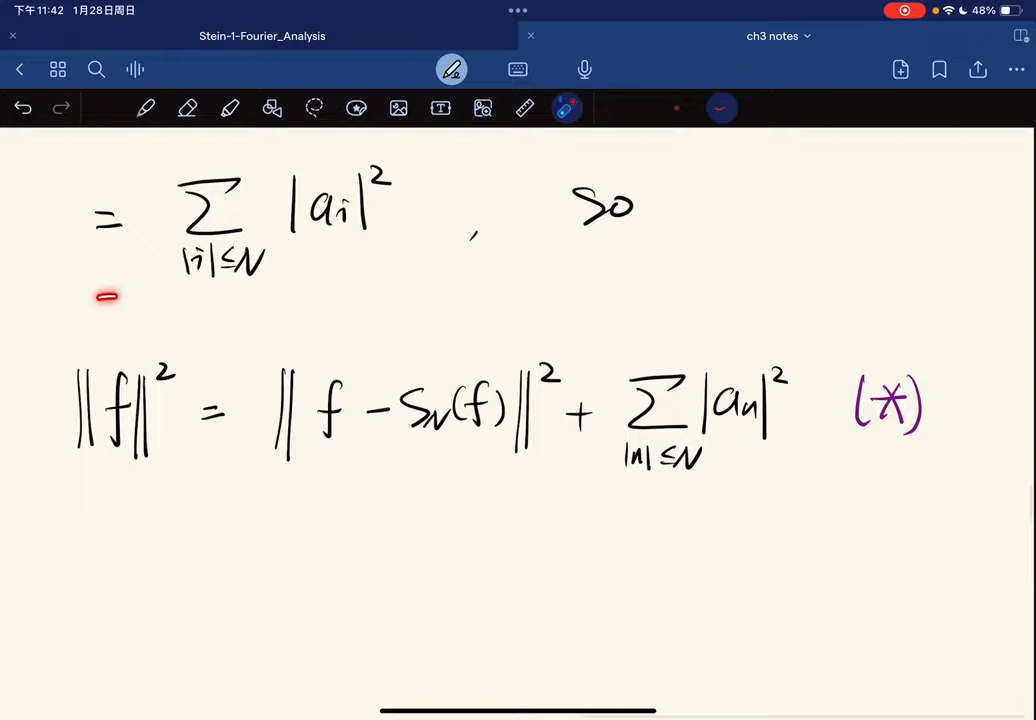 下午11:42 1月28日周日
48%
Stein-1-Fourier_Analysis
ch3 notes
= ∑_{|i|≤N} |a_i|² , So
‖f‖² = ‖f - S_N(f)‖² + ∑_{|n|≤N} |a_n|² (*)